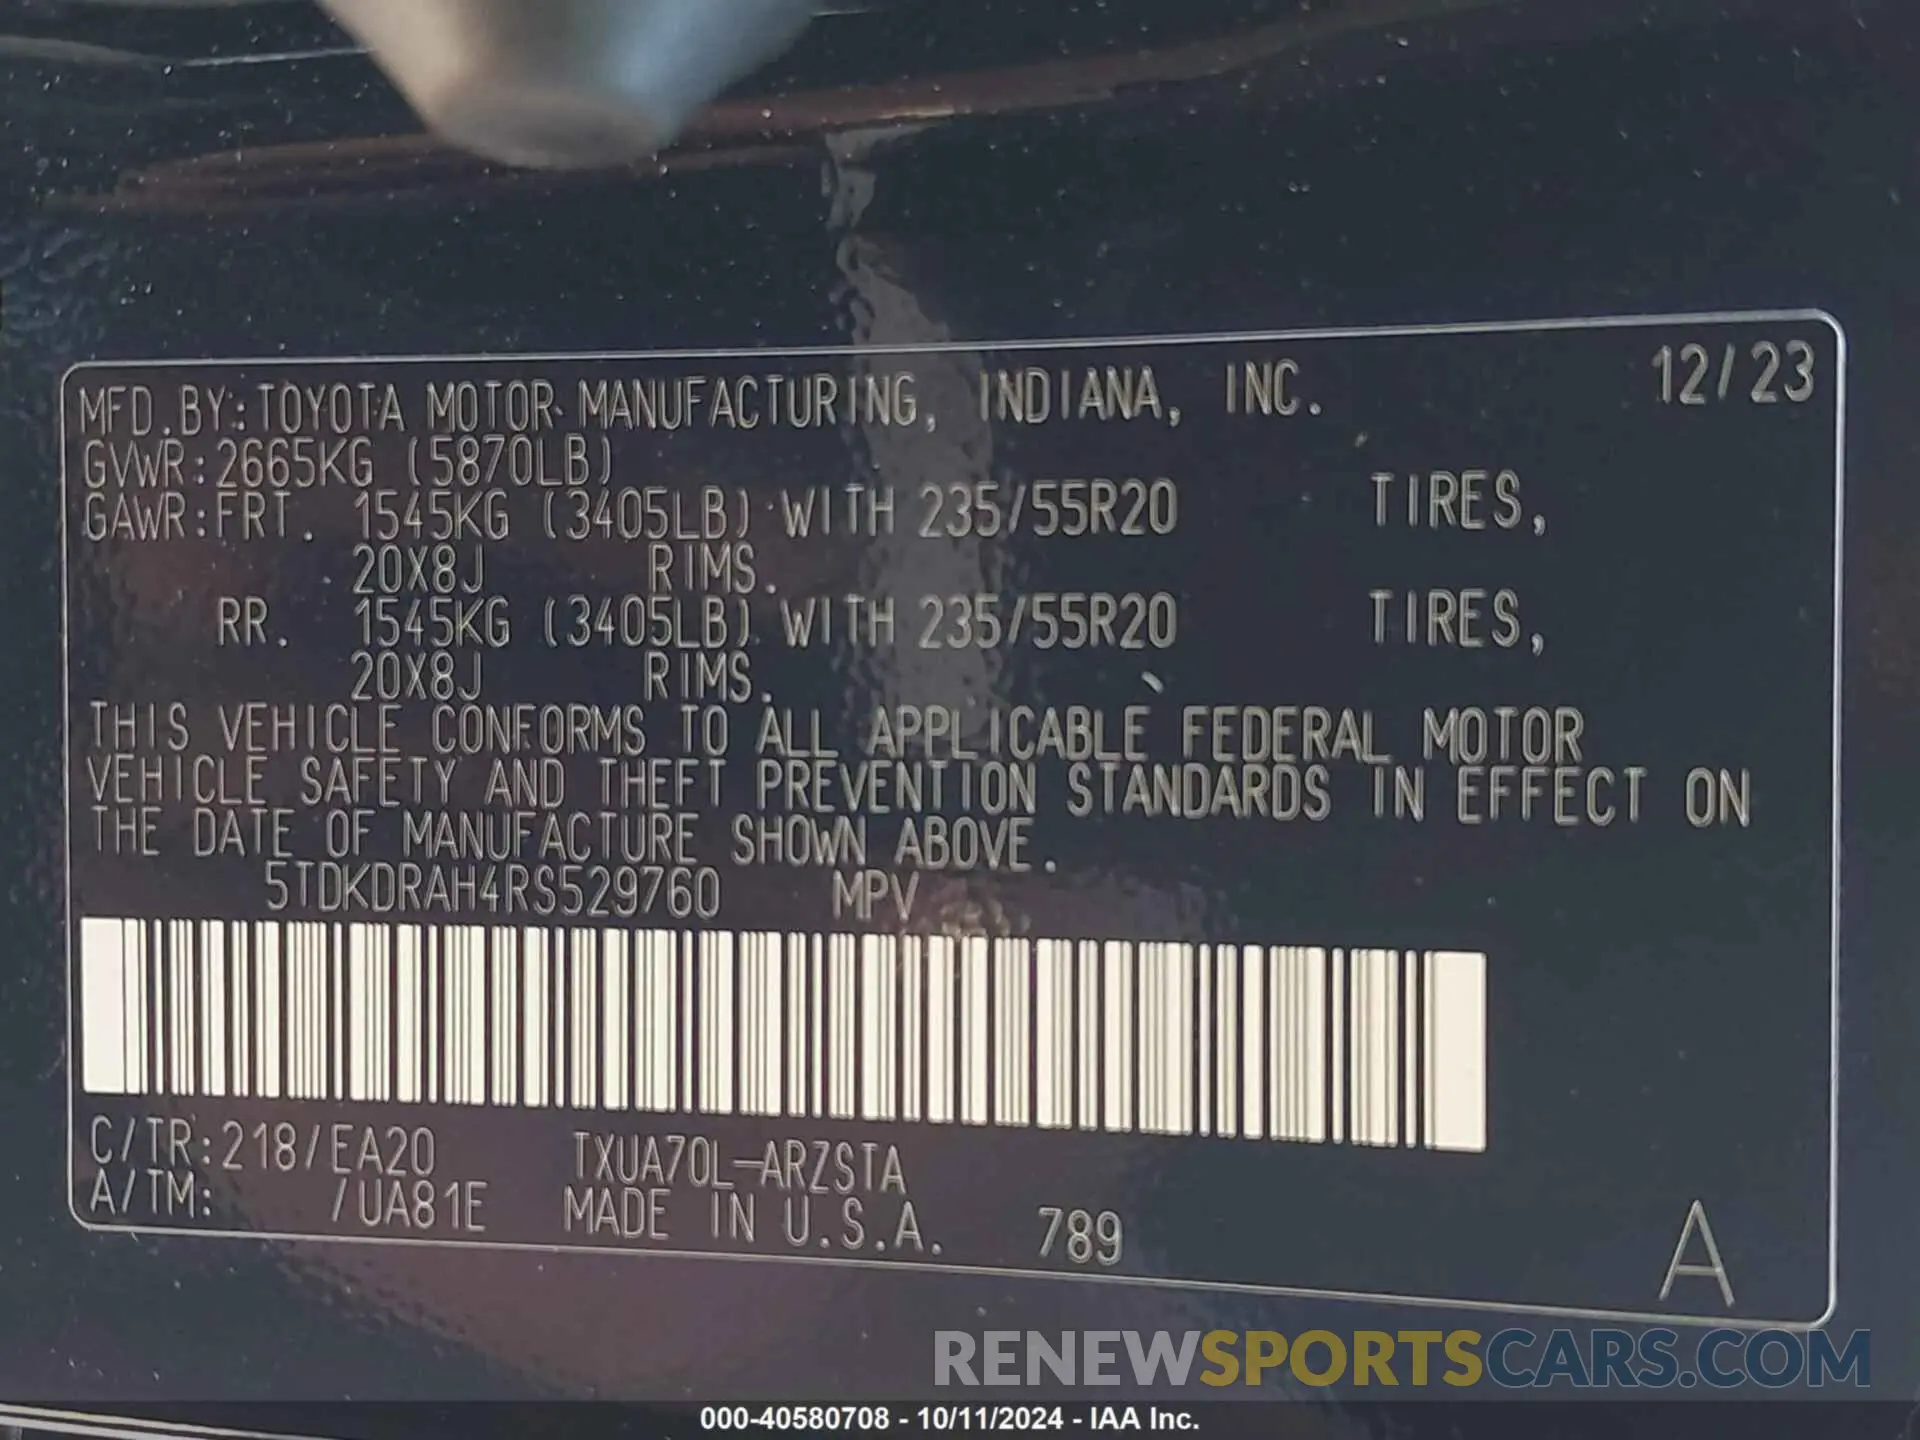 12/23
MFD.BY:TOYOTA MOTOR MANUFACTURING, INDIANA, INC.
GVWR:2665KG (5870LB)
GAWR:FRT. 1545KG (3405LB) WITH 235/55R20 TIRES,
20X8J RIMS.
RR. 1545KG (3405LB) WITH 235/55R20 TIRES,
20X8J RIMS.
THIS VEHICLE CONFORMS TO ALL APPLICABLE FEDERAL MOTOR
VEHICLE SAFETY AND THEFT PREVENTION STANDARDS IN EFFECT ON
THE DATE OF MANUFACTURE SHOWN ABOVE.
5TDKDRAH4RS529760 MPV
C/TR:218/EA20 TXUA70L-ARZSTA
A/TM: /UA81E MADE IN U.S.A. 789
A
RENEWSPORTSCARS.COM
000-40580708 - 10/11/2024 - IAA Inc.